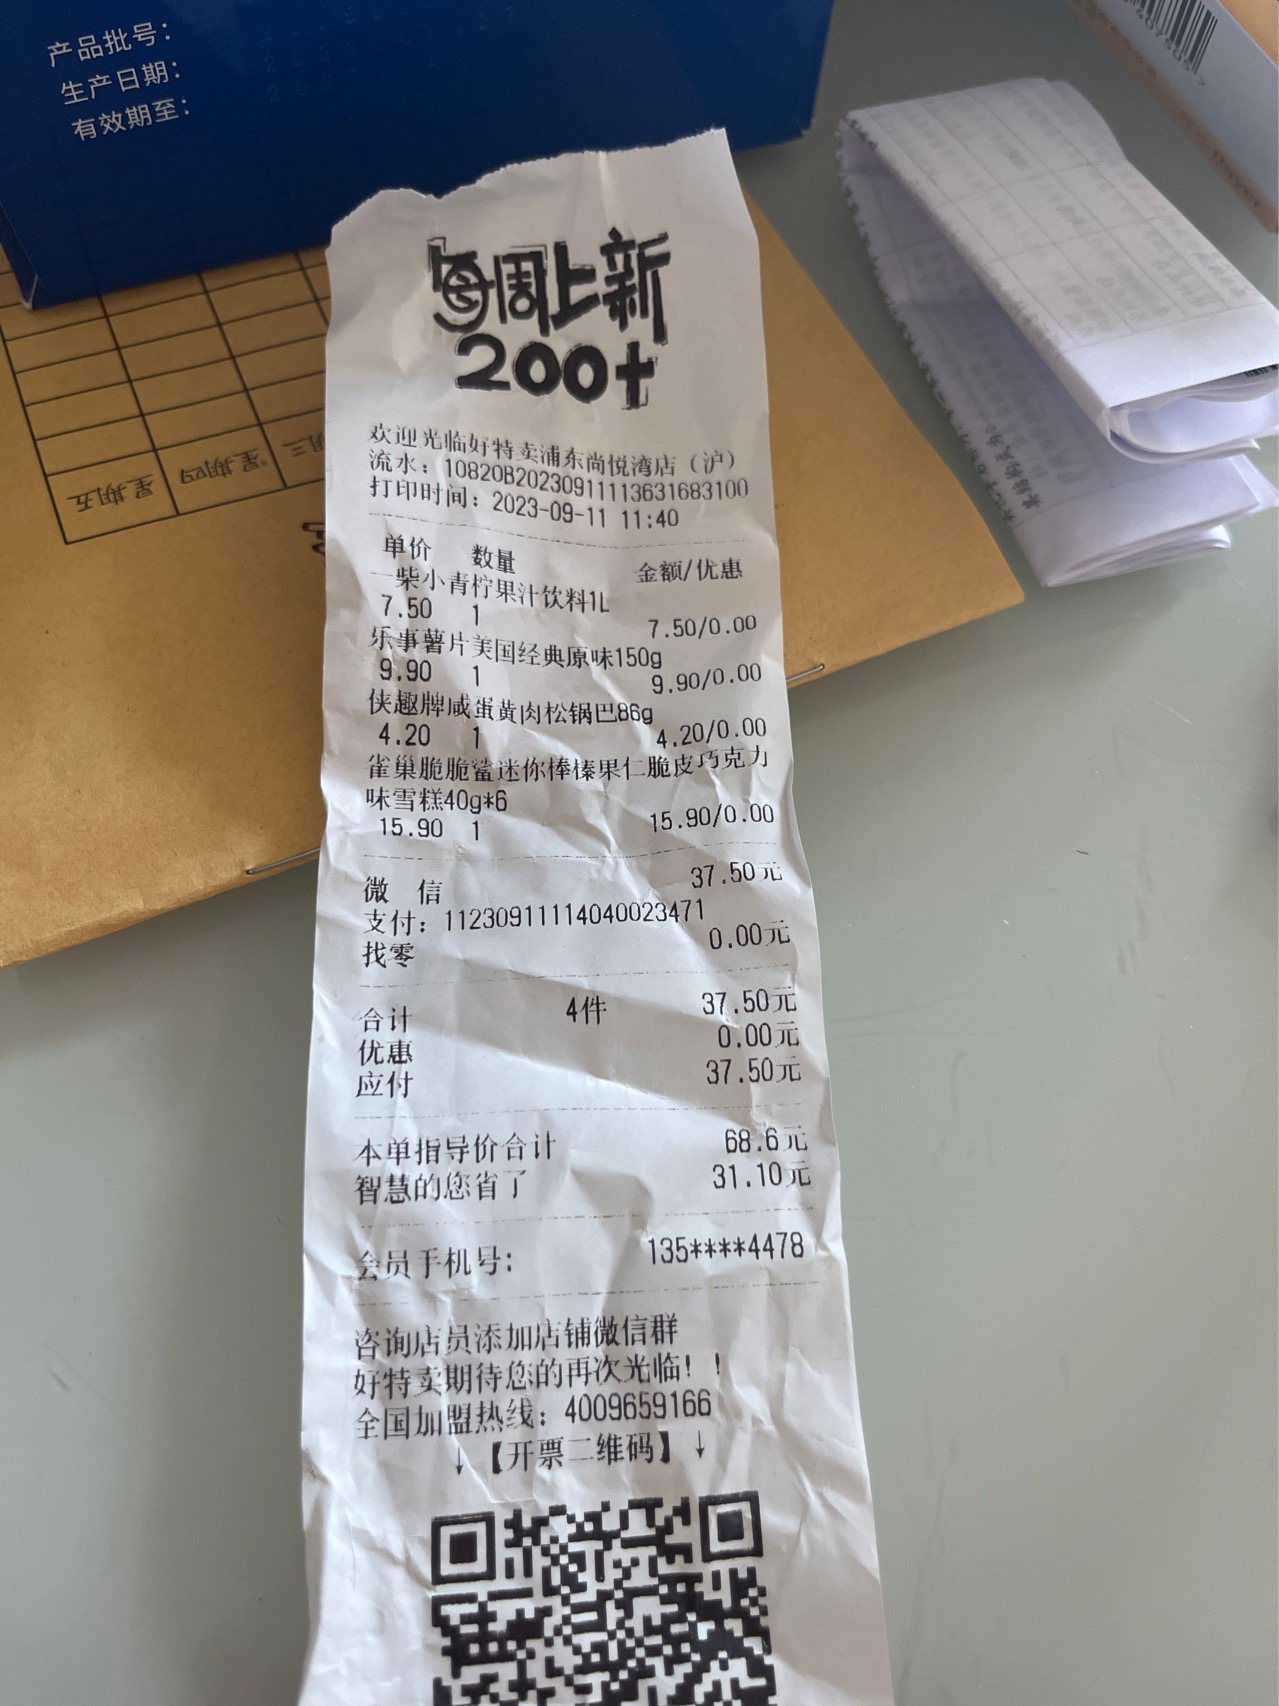 产品批号：
生产日期：
有效期至：
星期五
星期四
每周上新
200+
欢迎光临好特卖浦东尚悦湾店（沪）
流水：10820B20230911113631683100
打印时间：2023-09-11 11:40
单价 数量 金额/优惠
一柴小青柠果汁饮料1L
7.50 1 7.50/0.00
乐事薯片美国经典原味150g
9.90 1 9.90/0.00
侠趣牌咸蛋黄肉松锅巴86g
4.20 1 4.20/0.00
雀巢脆脆鲨迷你棒榛果仁脆皮巧克力
味雪糕40g*6
15.90 1 15.90/0.00
微 信 37.50元
支付：11230911114040023471
找零 0.00元
合计 4件 37.50元
优惠 0.00元
应付 37.50元
本单指导价合计 68.6元
智慧的您省了 31.10元
会员手机号: 135****4478
咨询店员添加店铺微信群
好特卖期待您的再次光临！！
全国加盟热线：4009659166
↓【开票二维码】↓